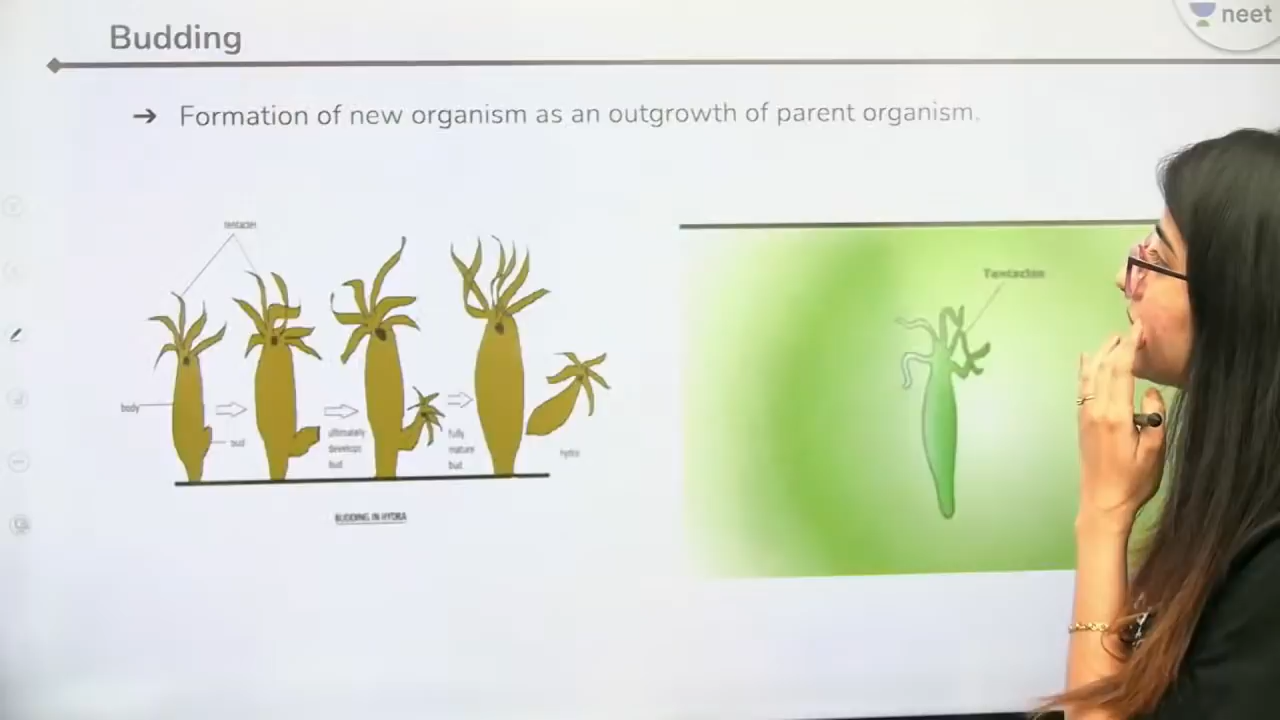 neet
Budding
➔ Formation of new organism as an outgrowth of parent organism.
tentacles
Tentacles
body
bud
ultimately
develops
bud
fully
mature
bud
hydra
BUDDING IN HYDRA